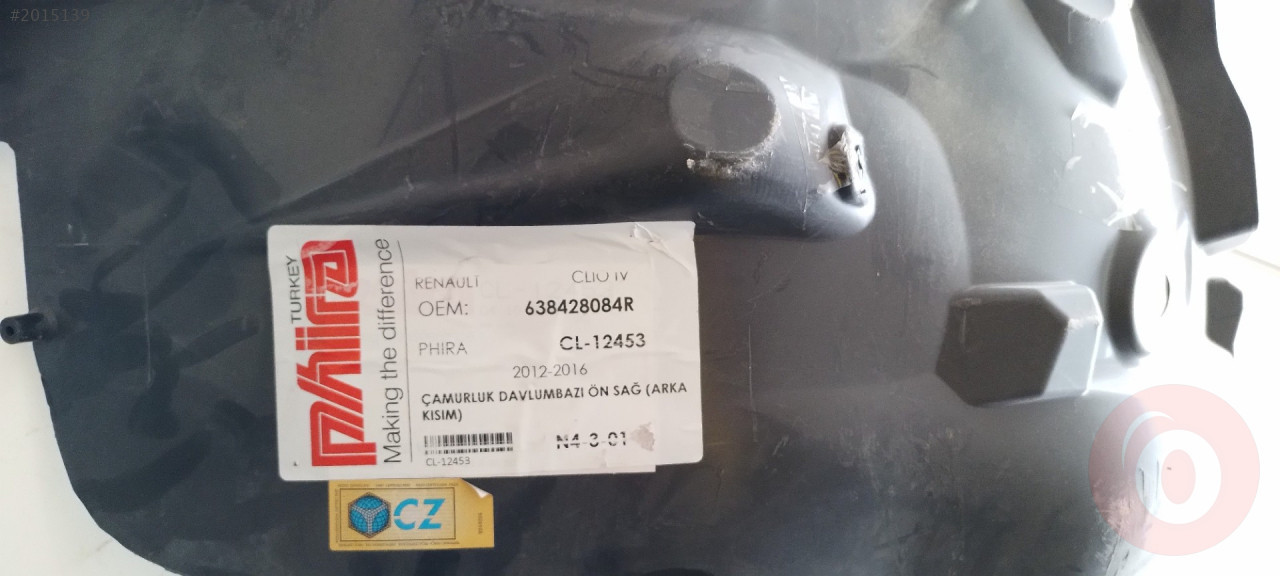 #2015139
TURKEY
Phira
Making the difference
RENAULT CLIO IV
OEM: 638428084R
PHIRA CL-12453
2012-2016
ÇAMURLUK DAVLUMBAZI ÖN SAĞ (ARKA
KISIM)
N4-3-01
CL-12453
CZ